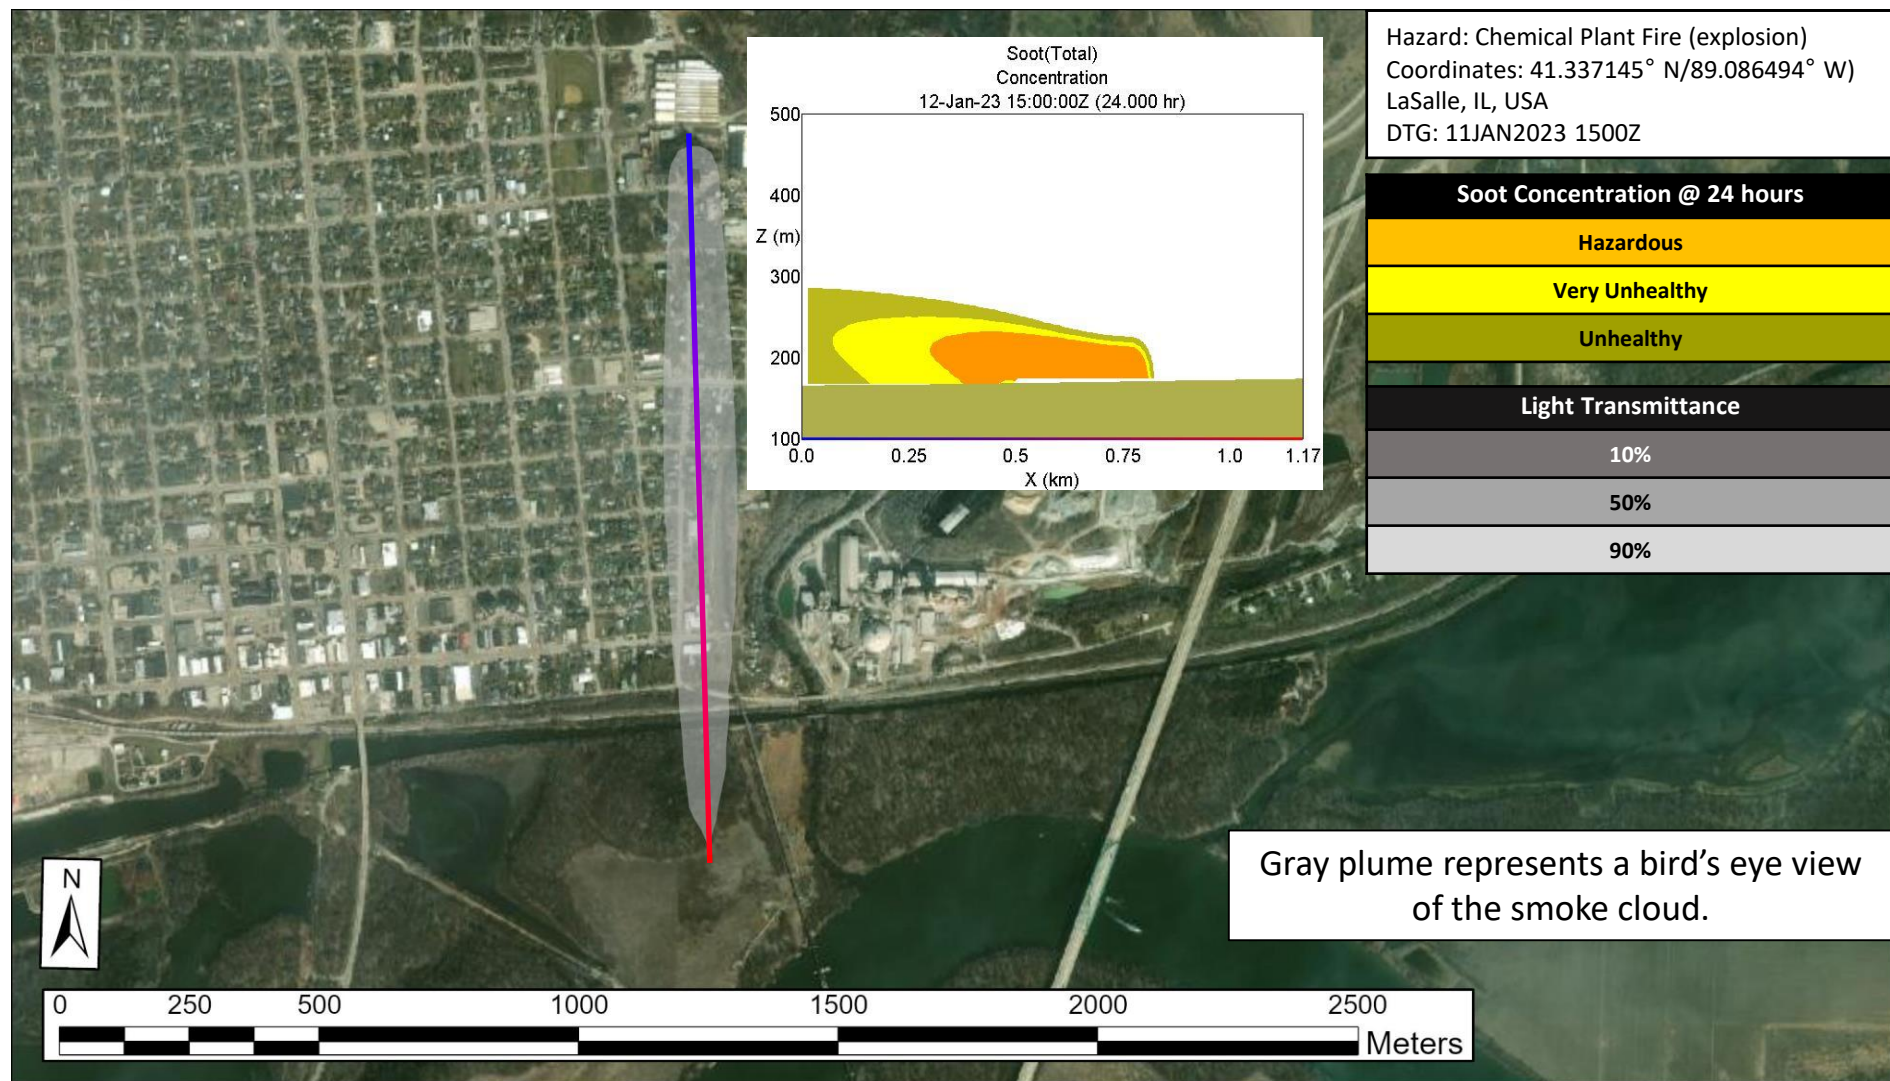 Hazard: Chemical Plant Fire (explosion)
Coordinates: 41.337145° N/89.086494° W)
LaSalle, IL, USA
DTG: 11JAN2023 1500Z
Soot(Total)
Concentration
12-Jan-23 15:00:00Z (24.000 hr)
500
400
Z (m)
300
200
100
0.0 0.25 0.5 0.75 1.0 1.17
X (km)
Soot Concentration @ 24 hours
Hazardous
Very Unhealthy
Unhealthy
Light Transmittance
10%
50%
90%
Gray plume represents a bird’s eye view
of the smoke cloud.
N
0 250 500 1000 1500 2000 2500
Meters